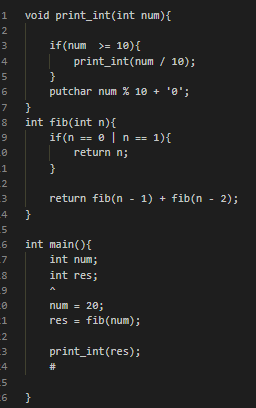 1 void print_int(int num){
2
3     if(num  >= 10){
4         print_int(num / 10);
5     }
6     putchar num % 10 + '0';
7 }
8 int fib(int n){
9     if(n == 0 | n == 1){
0         return n;
1     }
2
3     return fib(n - 1) + fib(n - 2);
4 }
5
6 int main(){
7     int num;
8     int res;
9     ^
0     num = 20;
1     res = fib(num);
2
3     print_int(res);
4     #
5
6 }